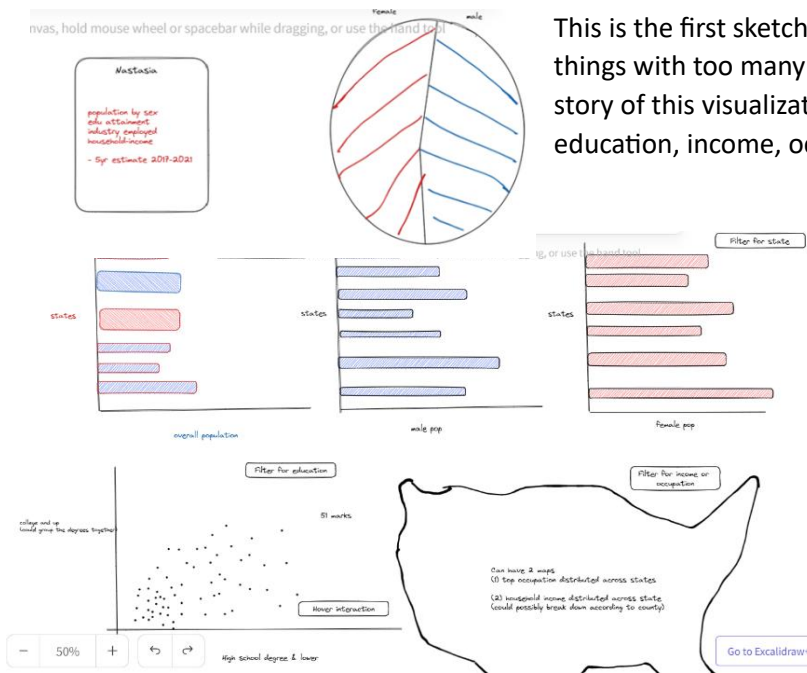 Female
male
nvas, hold mouse wheel or spacebar while dragging, or use the hand tool
This is the first sketch
things with too many
story of this visualizat
education, income, oc
Nastasia
population by sex
edu attainment
industry employed
household-income
- 5yr estimate 2017-2021
g, or use the hand tool
Filter for state
states
states
states
overall population
male pop
female pop
Filter for education
Filter for income or
occupation
college and up
(would group the degrees together)
51 marks
Can have 2 maps
(1) top occupation distributed across states
(2) household income distributed across state
(could possibly break down according to county)
Hover interaction
50%
High school degree & lower
Go to Excalidraw